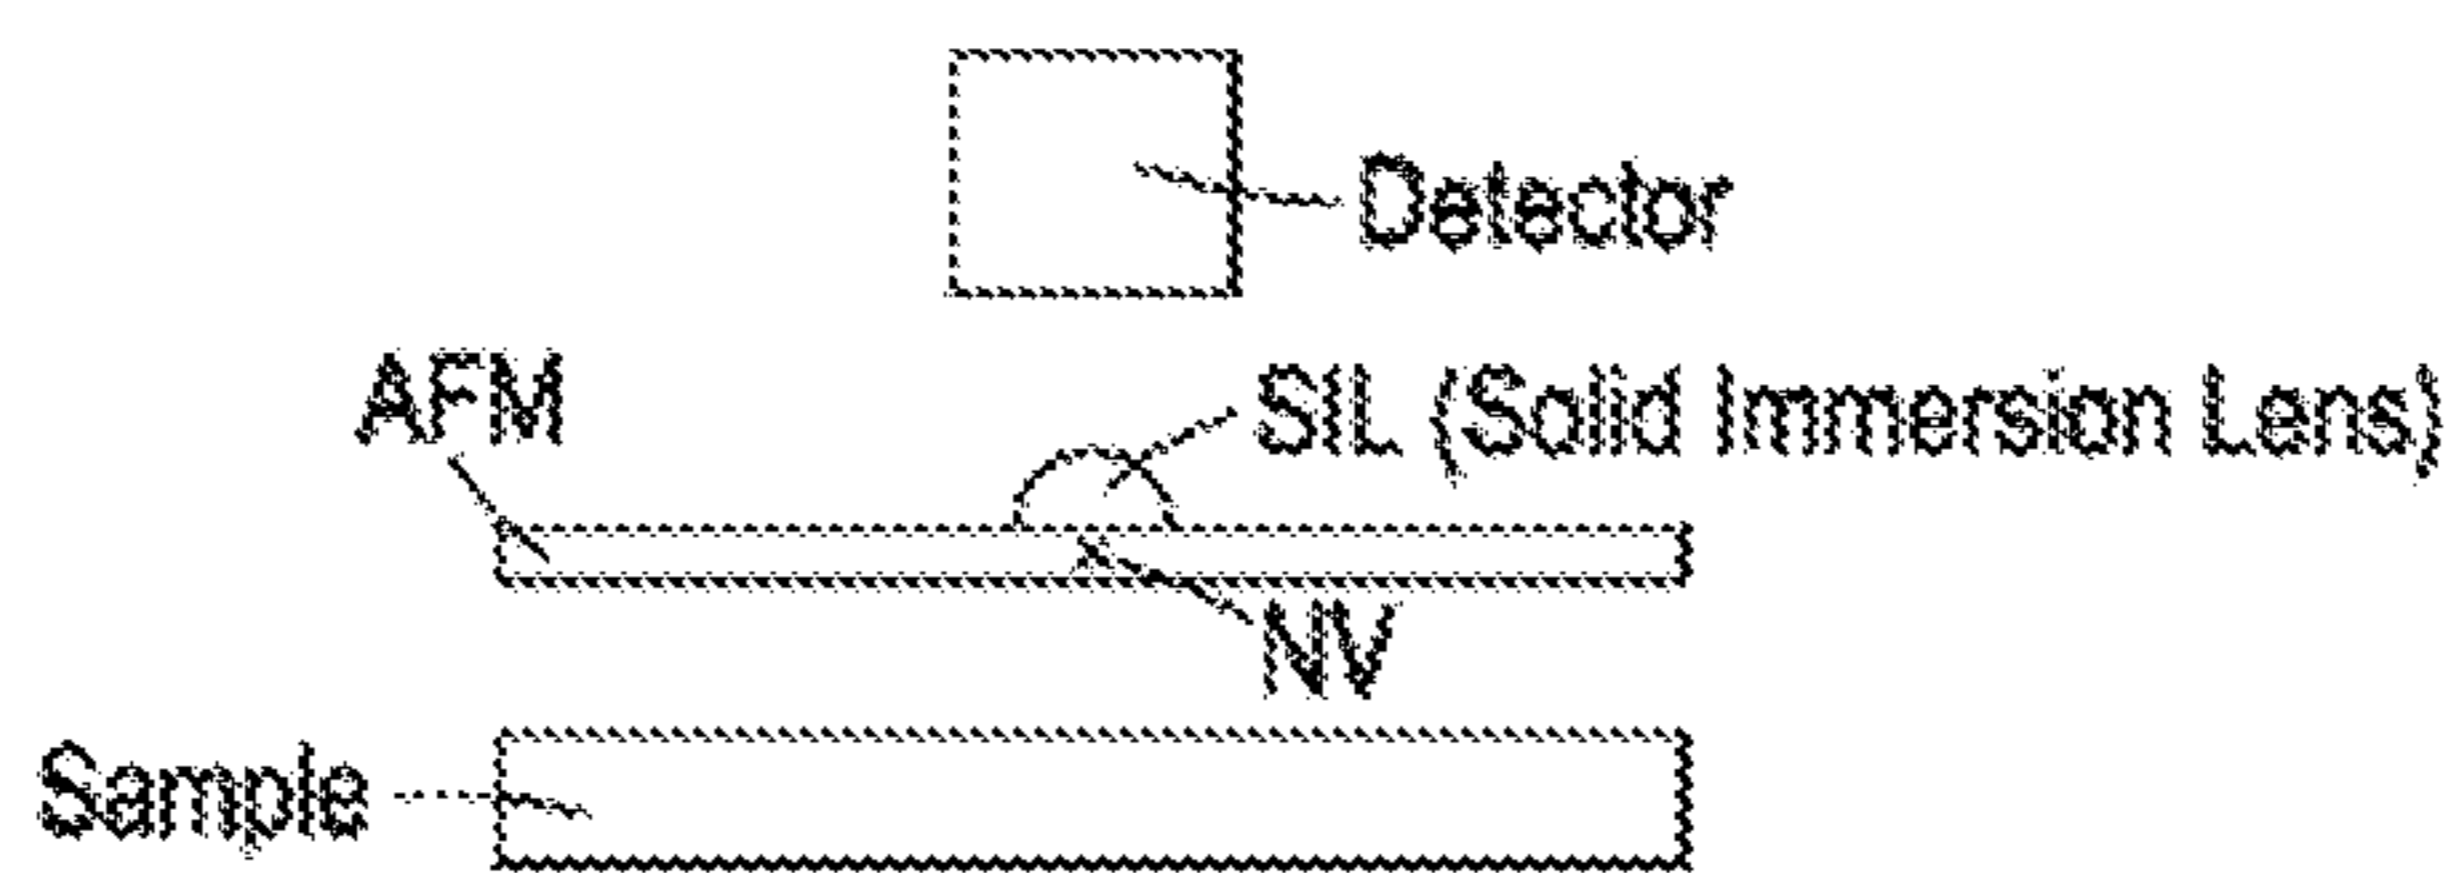 Detector
AFM
SIL (Solid Immersion Lens)
NV
Sample